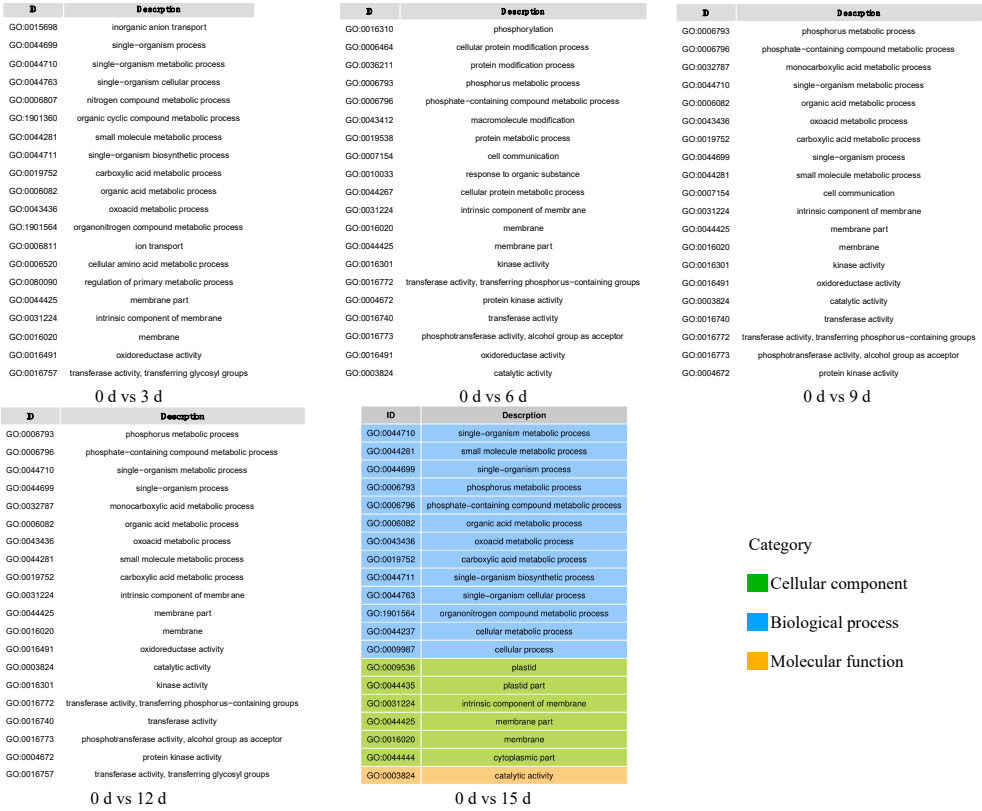 ID Descrption
GO:0015698 inorganic anion transport
GO:0044699 single−organism process
GO:0044710 single−organism metabolic process
GO:0044763 single−organism cellular process
GO:0006807 nitrogen compound metabolic process
GO:1901360 organic cyclic compound metabolic process
GO:0044281 small molecule metabolic process
GO:0044711 single−organism biosynthetic process
GO:0019752 carboxylic acid metabolic process
GO:0006082 organic acid metabolic process
GO:0043436 oxoacid metabolic process
GO:1901564 organonitrogen compound metabolic process
GO:0006811 ion transport
GO:0006520 cellular amino acid metabolic process
GO:0080090 regulation of primary metabolic process
GO:0044425 membrane part
GO:0031224 intrinsic component of membrane
GO:0016020 membrane
GO:0016491 oxidoreductase activity
GO:0016757 transferase activity, transferring glycosyl groups
0 d vs 3 d
ID Descrption
GO:0016310 phosphorylation
GO:0006464 cellular protein modification process
GO:0036211 protein modification process
GO:0006793 phosphorus metabolic process
GO:0006796 phosphate−containing compound metabolic process
GO:0043412 macromolecule modification
GO:0019538 protein metabolic process
GO:0007154 cell communication
GO:0010033 response to organic substance
GO:0044267 cellular protein metabolic process
GO:0031224 intrinsic component of membrane
GO:0016020 membrane
GO:0044425 membrane part
GO:0016301 kinase activity
GO:0016772 transferase activity, transferring phosphorus−containing groups
GO:0004672 protein kinase activity
GO:0016740 transferase activity
GO:0016773 phosphotransferase activity, alcohol group as acceptor
GO:0016491 oxidoreductase activity
GO:0003824 catalytic activity
0 d vs 6 d
ID Descrption
GO:0006793 phosphorus metabolic process
GO:0006796 phosphate−containing compound metabolic process
GO:0032787 monocarboxylic acid metabolic process
GO:0044710 single−organism metabolic process
GO:0006082 organic acid metabolic process
GO:0043436 oxoacid metabolic process
GO:0019752 carboxylic acid metabolic process
GO:0044699 single−organism process
GO:0044281 small molecule metabolic process
GO:0007154 cell communication
GO:0031224 intrinsic component of membrane
GO:0044425 membrane part
GO:0016020 membrane
GO:0016301 kinase activity
GO:0016491 oxidoreductase activity
GO:0003824 catalytic activity
GO:0016740 transferase activity
GO:0016772 transferase activity, transferring phosphorus−containing groups
GO:0016773 phosphotransferase activity, alcohol group as acceptor
GO:0004672 protein kinase activity
0 d vs 9 d
ID Descrption
GO:0006793 phosphorus metabolic process
GO:0006796 phosphate−containing compound metabolic process
GO:0044710 single−organism metabolic process
GO:0044699 single−organism process
GO:0032787 monocarboxylic acid metabolic process
GO:0006082 organic acid metabolic process
GO:0043436 oxoacid metabolic process
GO:0044281 small molecule metabolic process
GO:0019752 carboxylic acid metabolic process
GO:0031224 intrinsic component of membrane
GO:0044425 membrane part
GO:0016020 membrane
GO:0016491 oxidoreductase activity
GO:0003824 catalytic activity
GO:0016301 kinase activity
GO:0016772 transferase activity, transferring phosphorus−containing groups
GO:0016740 transferase activity
GO:0016773 phosphotransferase activity, alcohol group as acceptor
GO:0004672 protein kinase activity
GO:0016757 transferase activity, transferring glycosyl groups
0 d vs 12 d
ID Descrption
GO:0044710 single−organism metabolic process
GO:0044281 small molecule metabolic process
GO:0044699 single−organism process
GO:0006793 phosphorus metabolic process
GO:0006796 phosphate−containing compound metabolic process
GO:0006082 organic acid metabolic process
GO:0043436 oxoacid metabolic process
GO:0019752 carboxylic acid metabolic process
GO:0044711 single−organism biosynthetic process
GO:0044763 single−organism cellular process
GO:1901564 organonitrogen compound metabolic process
GO:0044237 cellular metabolic process
GO:0009987 cellular process
GO:0009536 plastid
GO:0044435 plastid part
GO:0031224 intrinsic component of membrane
GO:0044425 membrane part
GO:0016020 membrane
GO:0044444 cytoplasmic part
GO:0003824 catalytic activity
0 d vs 15 d
Category
Cellular component
Biological process
Molecular function